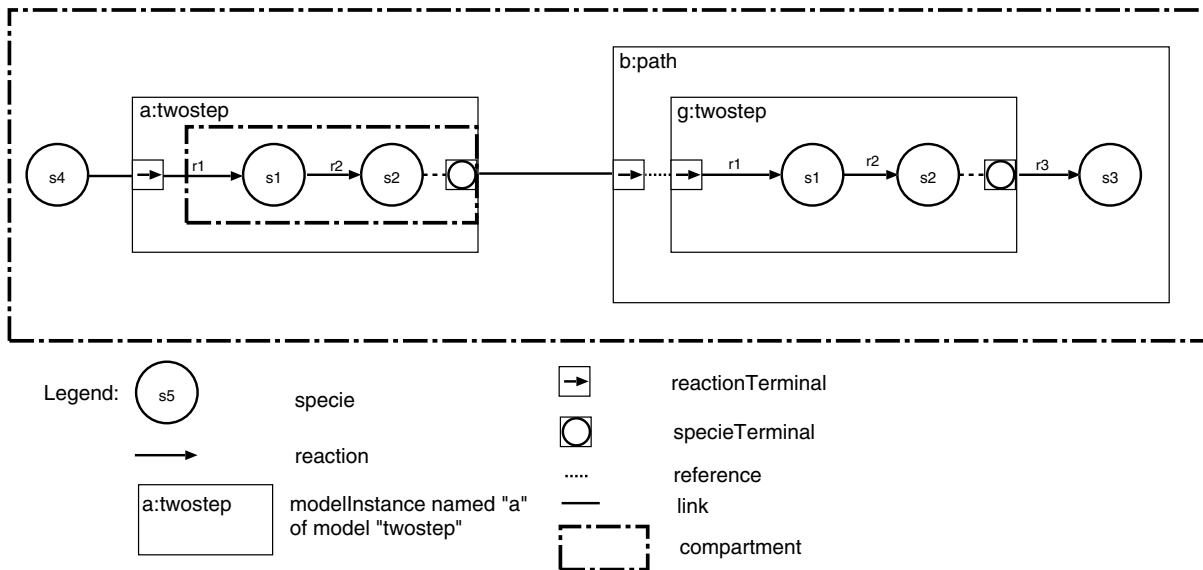 b:path
a:twostep
g:twostep
s4
r1
s1
r2
s2
r1
s1
r2
s2
r3
s3
Legend:
s5
specie
reaction
a:twostep
modelInstance named "a"
of model "twostep"
reactionTerminal
specieTerminal
reference
link
compartment